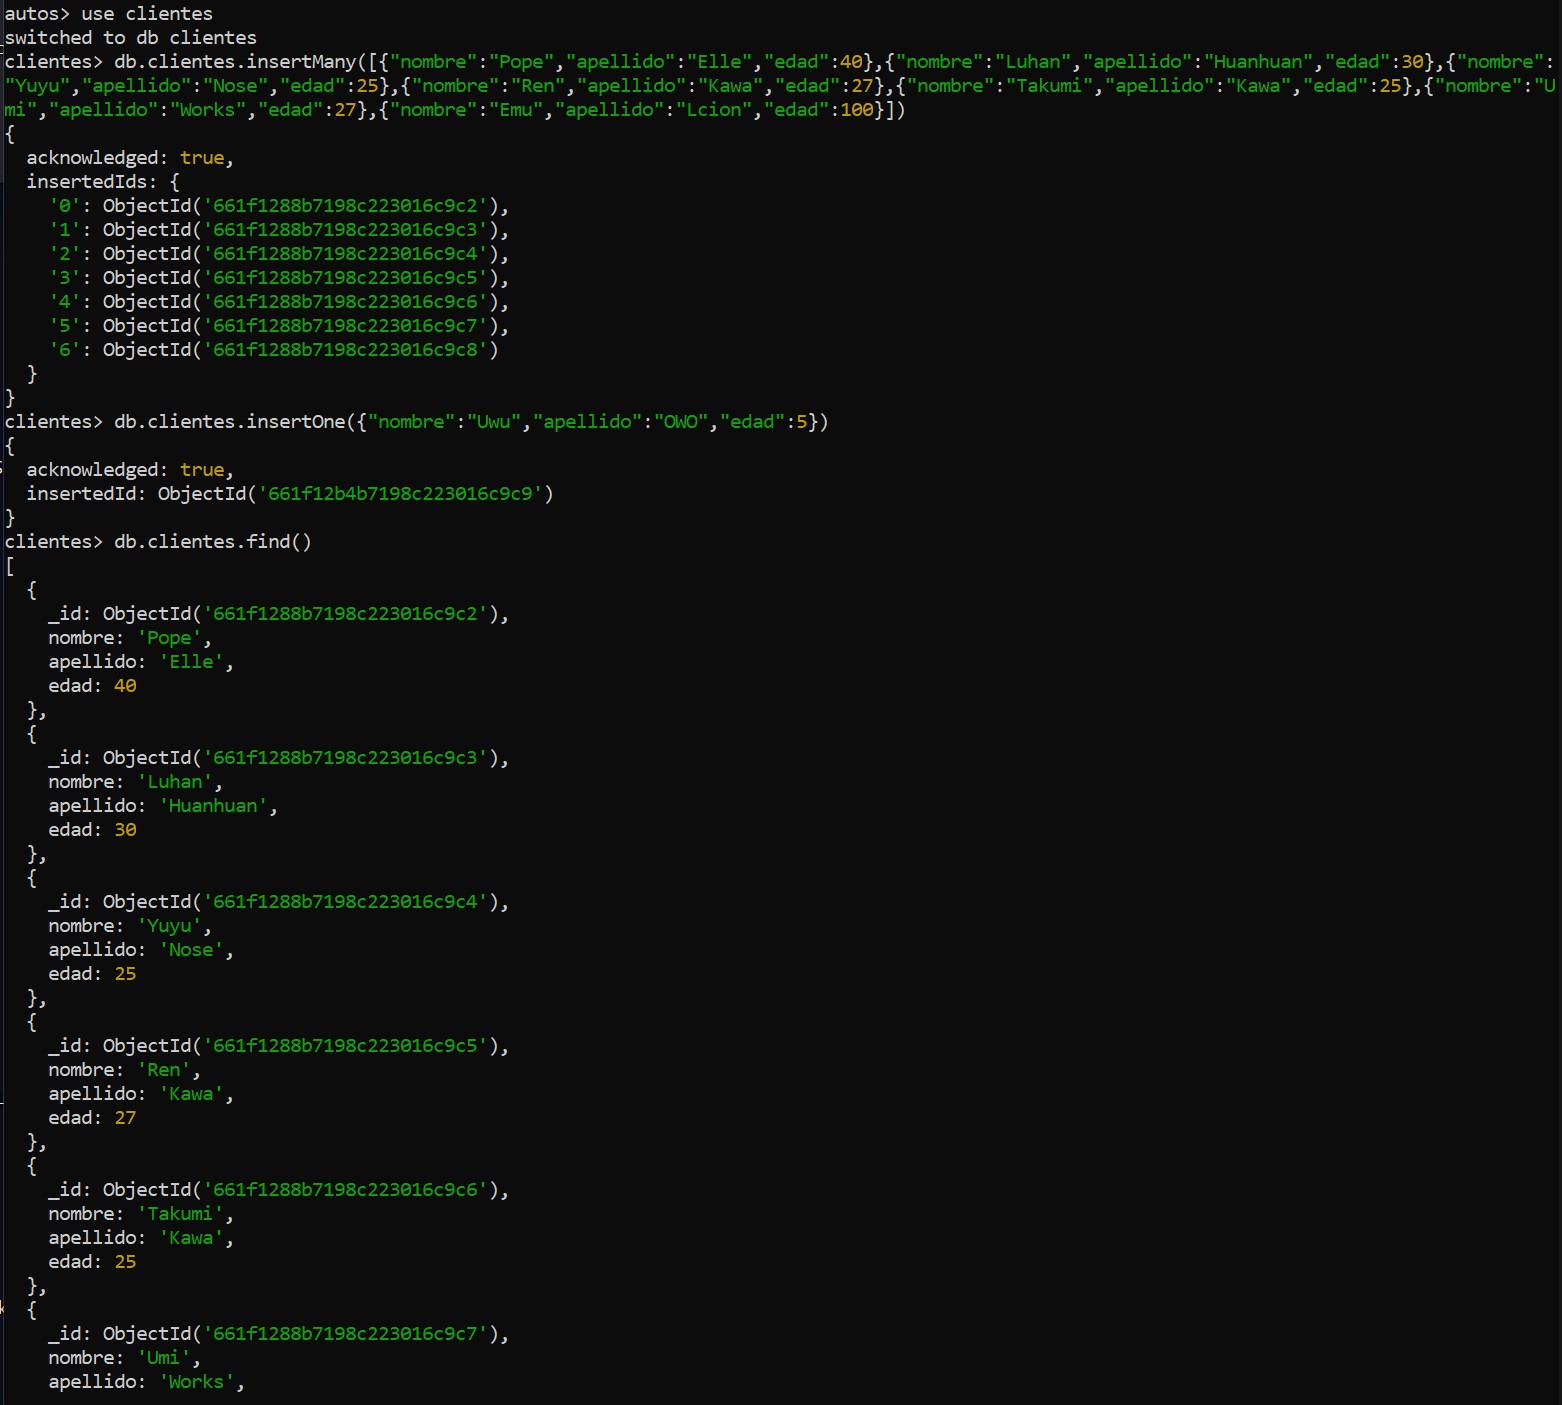 autos> use clientes
switched to db clientes
clientes> db.clientes.insertMany([{"nombre":"Pope","apellido":"Elle","edad":40},{"nombre":"Luhan","apellido":"Huanhuan","edad":30},{"nombre":
"Yuyu","apellido":"Nose","edad":25},{"nombre":"Ren","apellido":"Kawa","edad":27},{"nombre":"Takumi","apellido":"Kawa","edad":25},{"nombre":"U
mi","apellido":"Works","edad":27},{"nombre":"Emu","apellido":"Lcion","edad":100}])
{
  acknowledged: true,
  insertedIds: {
    '0': ObjectId('661f1288b7198c223016c9c2'),
    '1': ObjectId('661f1288b7198c223016c9c3'),
    '2': ObjectId('661f1288b7198c223016c9c4'),
    '3': ObjectId('661f1288b7198c223016c9c5'),
    '4': ObjectId('661f1288b7198c223016c9c6'),
    '5': ObjectId('661f1288b7198c223016c9c7'),
    '6': ObjectId('661f1288b7198c223016c9c8')
  }
}
clientes> db.clientes.insertOne({"nombre":"Uwu","apellido":"OWO","edad":5})
{
  acknowledged: true,
  insertedId: ObjectId('661f12b4b7198c223016c9c9')
}
clientes> db.clientes.find()
[
  {
    _id: ObjectId('661f1288b7198c223016c9c2'),
    nombre: 'Pope',
    apellido: 'Elle',
    edad: 40
  },
  {
    _id: ObjectId('661f1288b7198c223016c9c3'),
    nombre: 'Luhan',
    apellido: 'Huanhuan',
    edad: 30
  },
  {
    _id: ObjectId('661f1288b7198c223016c9c4'),
    nombre: 'Yuyu',
    apellido: 'Nose',
    edad: 25
  },
  {
    _id: ObjectId('661f1288b7198c223016c9c5'),
    nombre: 'Ren',
    apellido: 'Kawa',
    edad: 27
  },
  {
    _id: ObjectId('661f1288b7198c223016c9c6'),
    nombre: 'Takumi',
    apellido: 'Kawa',
    edad: 25
  },
  {
    _id: ObjectId('661f1288b7198c223016c9c7'),
    nombre: 'Umi',
    apellido: 'Works',